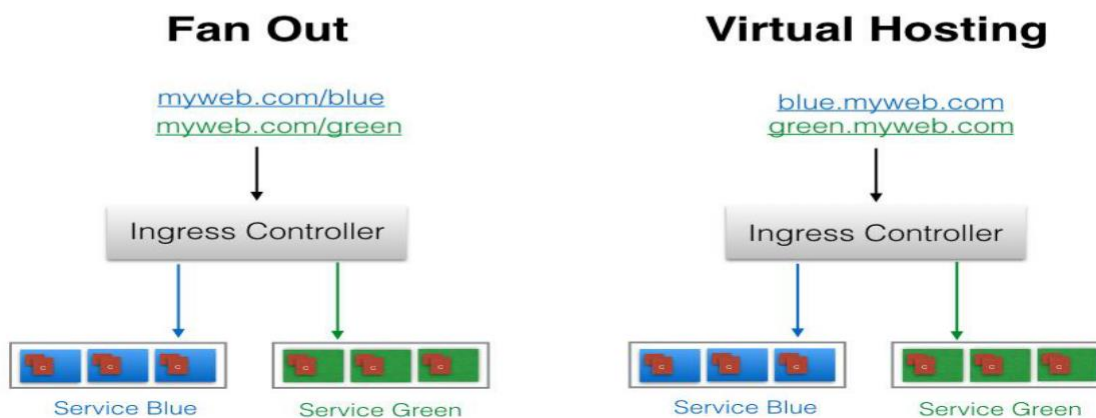 Fan Out
myweb.com/blue
myweb.com/green
Ingress Controller
C C C
C C C
Service Blue
Service Green
Virtual Hosting
blue.myweb.com
green.myweb.com
Ingress Controller
C C C
C C C
Service Blue
Service Green